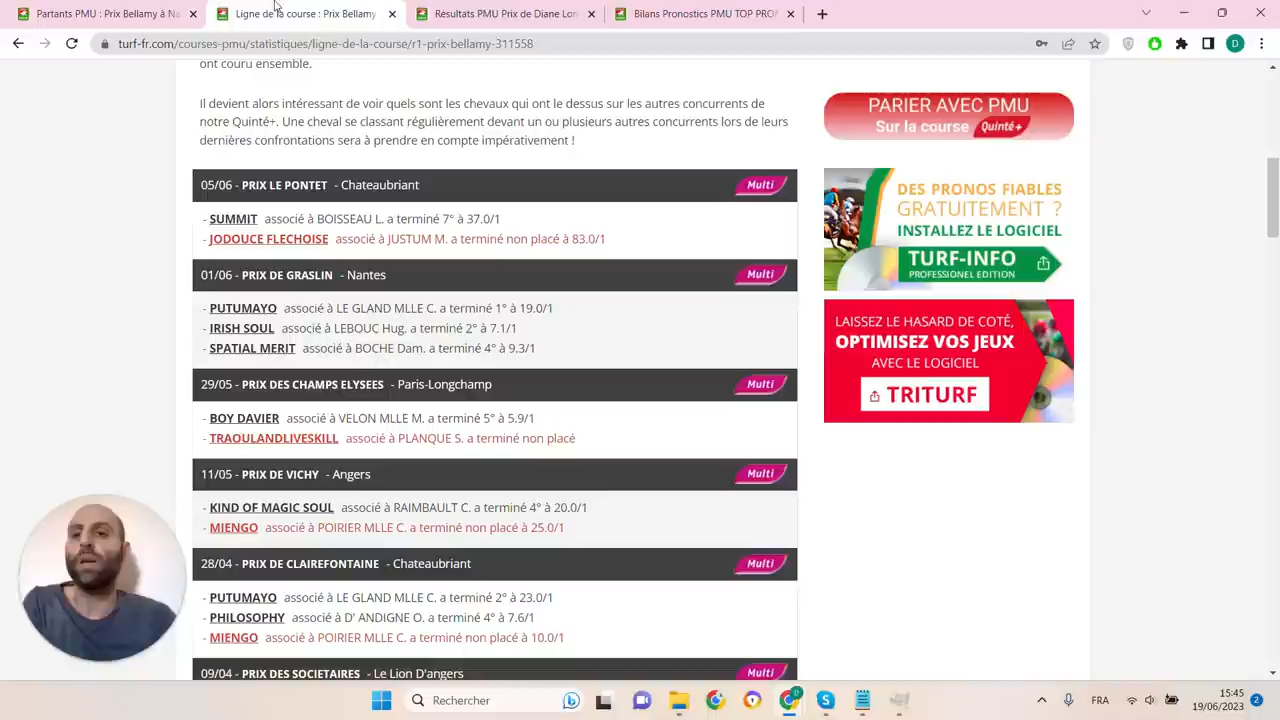 Partants PMU : Prix Bellamy à Na
Ligne de la course : Prix Bellamy
Résultats PMU Prix de Diane Lon
Bilans Pronostics PMU TOP PRO
turf-fr.com/courses-pmu/statistiques/ligne-de-la-course/r1-prix-bellamy-311558
D
ont couru ensemble.
Il devient alors intéressant de voir quels sont les chevaux qui ont le dessus sur les autres concurrents de
notre Quinté+. Une cheval se classant régulièrement devant un ou plusieurs autres concurrents lors de leurs
dernières confrontations sera à prendre en compte impérativement !
05/06 - PRIX LE PONTET - Chateaubriant
Multi
- SUMMIT associé à BOISSEAU L. a terminé 7° à 37.0/1
- JODOUCE FLECHOISE associé à JUSTUM M. a terminé non placé à 83.0/1
01/06 - PRIX DE GRASLIN - Nantes
Multi
- PUTUMAYO associé à LE GLAND MLLE C. a terminé 1° à 19.0/1
- IRISH SOUL associé à LEBOUC Hug. a terminé 2° à 7.1/1
- SPATIAL MERIT associé à BOCHE Dam. a terminé 4° à 9.3/1
29/05 - PRIX DES CHAMPS ELYSEES - Paris-Longchamp
Multi
- BOY DAVIER associé à VELON MLLE M. a terminé 5° à 5.9/1
- TRAOULANDLIVESKILL associé à PLANQUE S. a terminé non placé
11/05 - PRIX DE VICHY - Angers
Multi
- KIND OF MAGIC SOUL associé à RAIMBAULT C. a terminé 4° à 20.0/1
- MIENGO associé à POIRIER MLLE C. a terminé non placé à 25.0/1
28/04 - PRIX DE CLAIREFONTAINE - Chateaubriant
Multi
- PUTUMAYO associé à LE GLAND MLLE C. a terminé 2° à 23.0/1
- PHILOSOPHY associé à D' ANDIGNE O. a terminé 4° à 7.6/1
- MIENGO associé à POIRIER MLLE C. a terminé non placé à 10.0/1
09/04 - PRIX DES SOCIETAIRES - Le Lion D'angers
Multi
PARIER AVEC PMU
Sur la course Quinté+
DES PRONOS FIABLES
GRATUITEMENT ?
INSTALLEZ LE LOGICIEL
TURF-INFO
PROFESSIONEL EDITION
LAISSEZ LE HASARD DE COTÉ,
OPTIMISEZ VOS JEUX
AVEC LE LOGICIEL
TRITURF
Rechercher
FRA
15:45
19/06/2023
2